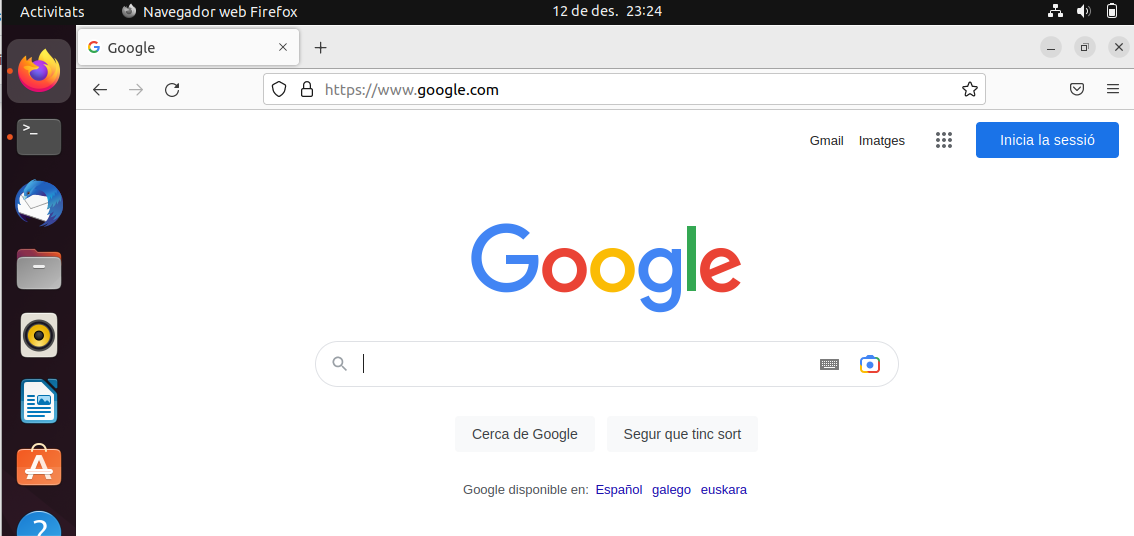 Activitats Navegador web Firefox 12 de des. 23:24
Google
https://www.google.com
Gmail Imatges Inicia la sessió
Google
Cerca de Google Segur que tinc sort
Google disponible en: Español galego euskara